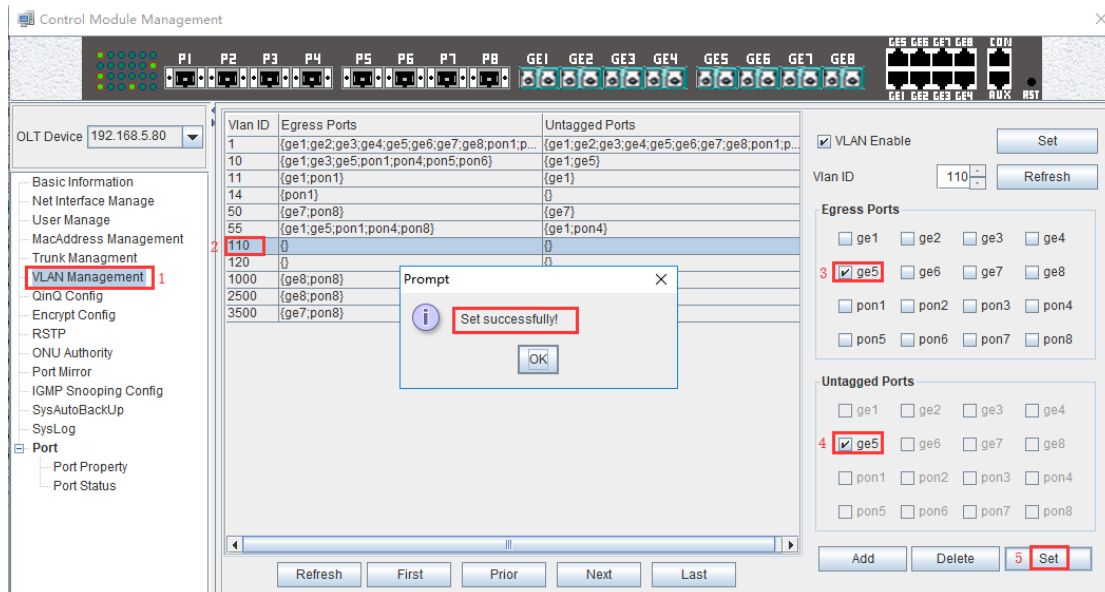 Control Module Management
GE5 GE6 GE7 GE8 CON
P1 P2 P3 P4 P5 P6 P7 P8 GE1 GE2 GE3 GE4 GE5 GE6 GE7 GE8
GE1 GE2 GE3 GE4 AUX RST
OLT Device 192.168.5.80
Basic Information
Net Interface Manage
User Manage
MacAddress Management
Trunk Managment
VLAN Management 1
QinQ Config
Encrypt Config
RSTP
ONU Authority
Port Mirror
IGMP Snooping Config
SysAutoBackUp
SysLog
Port
Port Property
Port Status
Vlan ID Egress Ports Untagged Ports
1 {ge1;ge2;ge3;ge4;ge5;ge6;ge7;ge8;pon1;p... {ge1;ge2;ge3;ge4;ge5;ge6;ge7;ge8;pon1;p...
10 {ge1;ge3;ge5;pon1;pon4;pon5;pon6} {ge1;ge5}
11 {ge1;pon1} {ge1}
14 {pon1} {}
50 {ge7;pon8} {ge7}
55 {ge1;ge5;pon1;pon4;pon8} {ge1;pon4}
2 110 {} {}
120 {} {}
1000 {ge8;pon8}
2500 {ge8;pon8}
3500 {ge7;pon8}
Prompt
Set successfully!
OK
Refresh First Prior Next Last
VLAN Enable Set
Vlan ID 110 Refresh
Egress Ports
ge1 ge2 ge3 ge4
3 ge5 ge6 ge7 ge8
pon1 pon2 pon3 pon4
pon5 pon6 pon7 pon8
Untagged Ports
ge1 ge2 ge3 ge4
4 ge5 ge6 ge7 ge8
pon1 pon2 pon3 pon4
pon5 pon6 pon7 pon8
Add Delete 5 Set